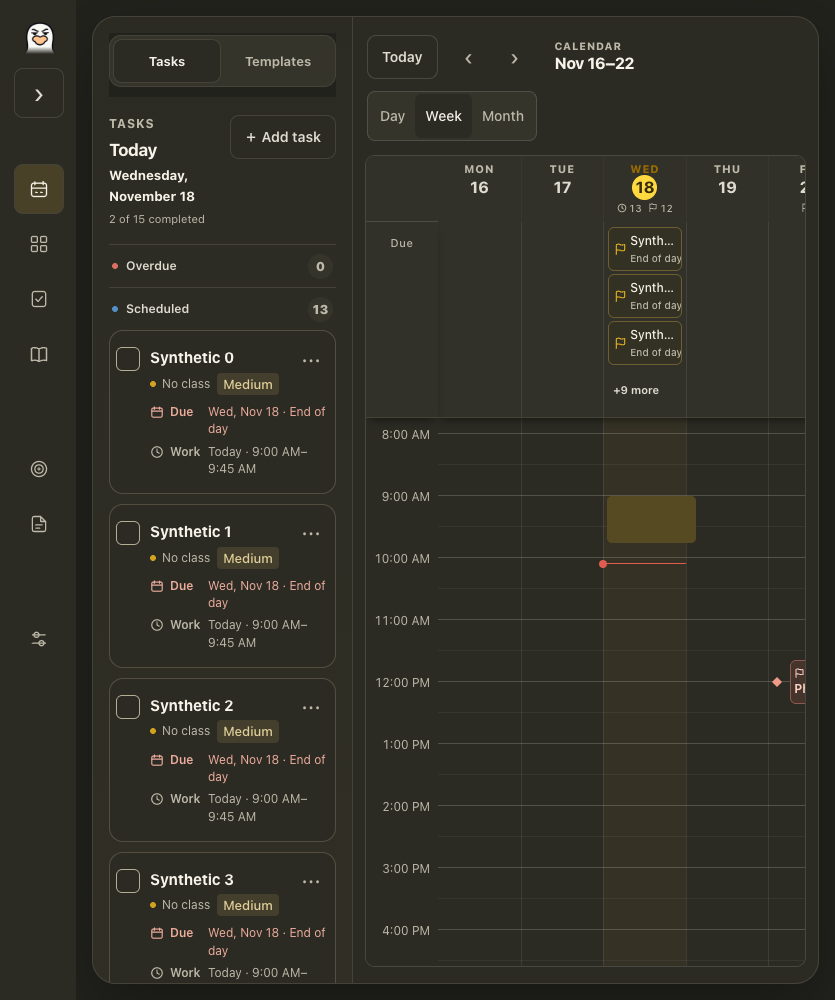 Tasks
Templates
TASKS
Today
Wednesday,
November 18
2 of 15 completed
+ Add task
Overdue
0
Scheduled
13
Synthetic 0
No class
Medium
Due
Wed, Nov 18 · End of
day
Work
Today · 9:00 AM–
9:45 AM
Synthetic 1
No class
Medium
Due
Wed, Nov 18 · End of
day
Work
Today · 9:00 AM–
9:45 AM
Synthetic 2
No class
Medium
Due
Wed, Nov 18 · End of
day
Work
Today · 9:00 AM–
9:45 AM
Synthetic 3
No class
Medium
Due
Wed, Nov 18 · End of
day
Work
Today · 9:00 AM–
Today
CALENDAR
Nov 16–22
Day
Week
Month
MON
16
TUE
17
WED
18
13
12
THU
19
Due
Synth...
End of day
Synth...
End of day
Synth...
End of day
+9 more
8:00 AM
9:00 AM
10:00 AM
11:00 AM
12:00 PM
1:00 PM
2:00 PM
3:00 PM
4:00 PM